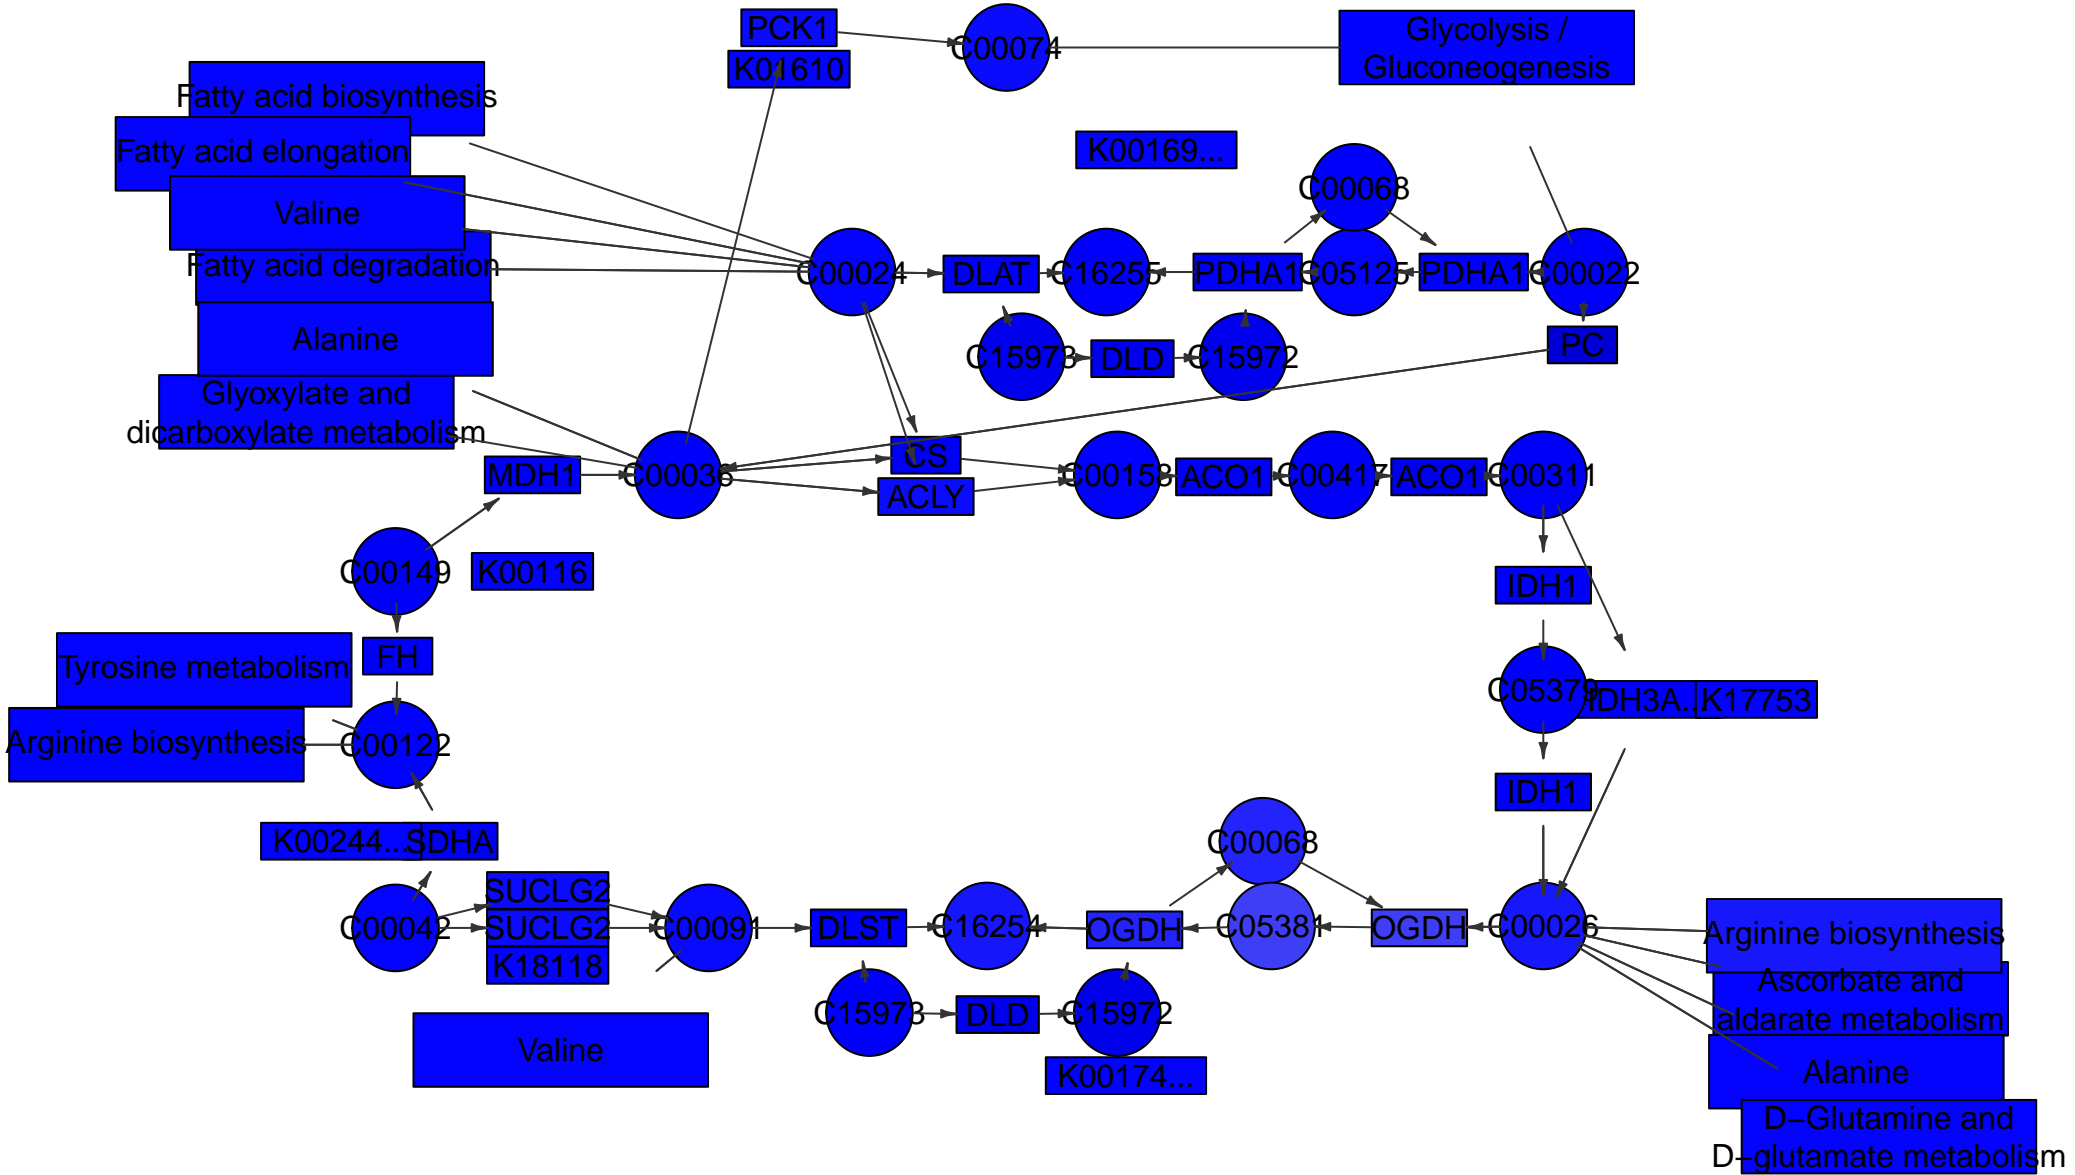 PCK1
K01610
C00074
Glycolysis /
Gluconeogenesis
Fatty acid biosynthesis
Fatty acid elongation
Valine
Fatty acid degradation
Alanine
Glyoxylate and
dicarboxylate metabolism
K00169...
C00068
C00024
DLAT
C16255
PDHA1
C05125
PDHA1
C00022
C15973
DLD
C15972
PC
MDH1
C00036
CS
ACLY
C00158
ACO1
C00417
ACO1
C00311
C00149
K00116
IDH1
FH
Tyrosine metabolism
C05379
IDH3A...
K17753
Arginine biosynthesis
C00122
IDH1
K00244...
SDHA
C00068
SUCLG2
C00042
SUCLG2
K18118
C00091
DLST
C16254
OGDH
C05381
OGDH
C00026
Arginine biosynthesis
Ascorbate and
aldarate metabolism
C15973
DLD
C15972
Valine
K00174...
Alanine
D−Glutamine and
D−glutamate metabolism